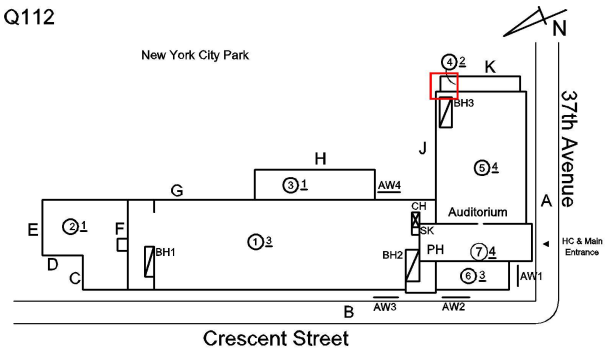 Q112
N
New York City Park
④ 2
K
BH3
37th Avenue
J
H
⑤ 4
③ 1
AW4
G
A
CH
Auditorium
E
② 1
F
SK
① 3
PH
⑦ 4
HC & Main
Entrance
BH1
BH2
D
C
⑥ 3
AW1
B
AW3
AW2
Crescent Street